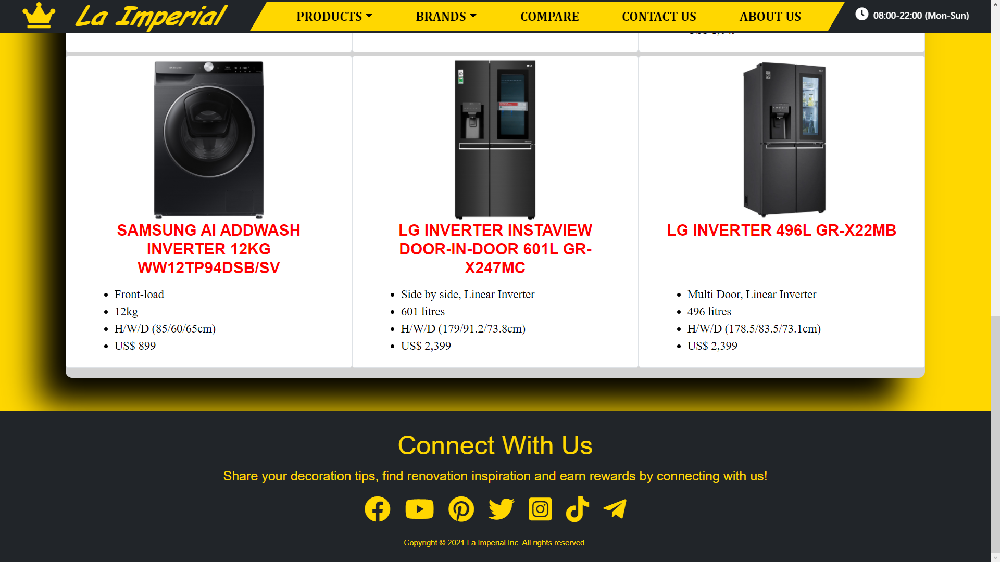 La Imperial
PRODUCTS
BRANDS
COMPARE
CONTACT US
ABOUT US
08:00-22:00 (Mon-Sun)
SAMSUNG
LG
SAMSUNG AI ADDWASH
INVERTER 12KG
WW12TP94DSB/SV
Front-load
12kg
H/W/D (85/60/65cm)
US$ 899
LG INVERTER INSTAVIEW
DOOR-IN-DOOR 601L GR-
X247MC
Side by side, Linear Inverter
601 litres
H/W/D (179/91.2/73.8cm)
US$ 2,399
LG INVERTER 496L GR-X22MB
Multi Door, Linear Inverter
496 litres
H/W/D (178.5/83.5/73.1cm)
US$ 2,399
Connect With Us
Share your decoration tips, find renovation inspiration and earn rewards by connecting with us!
Copyright © 2021 La Imperial Inc. All rights reserved.